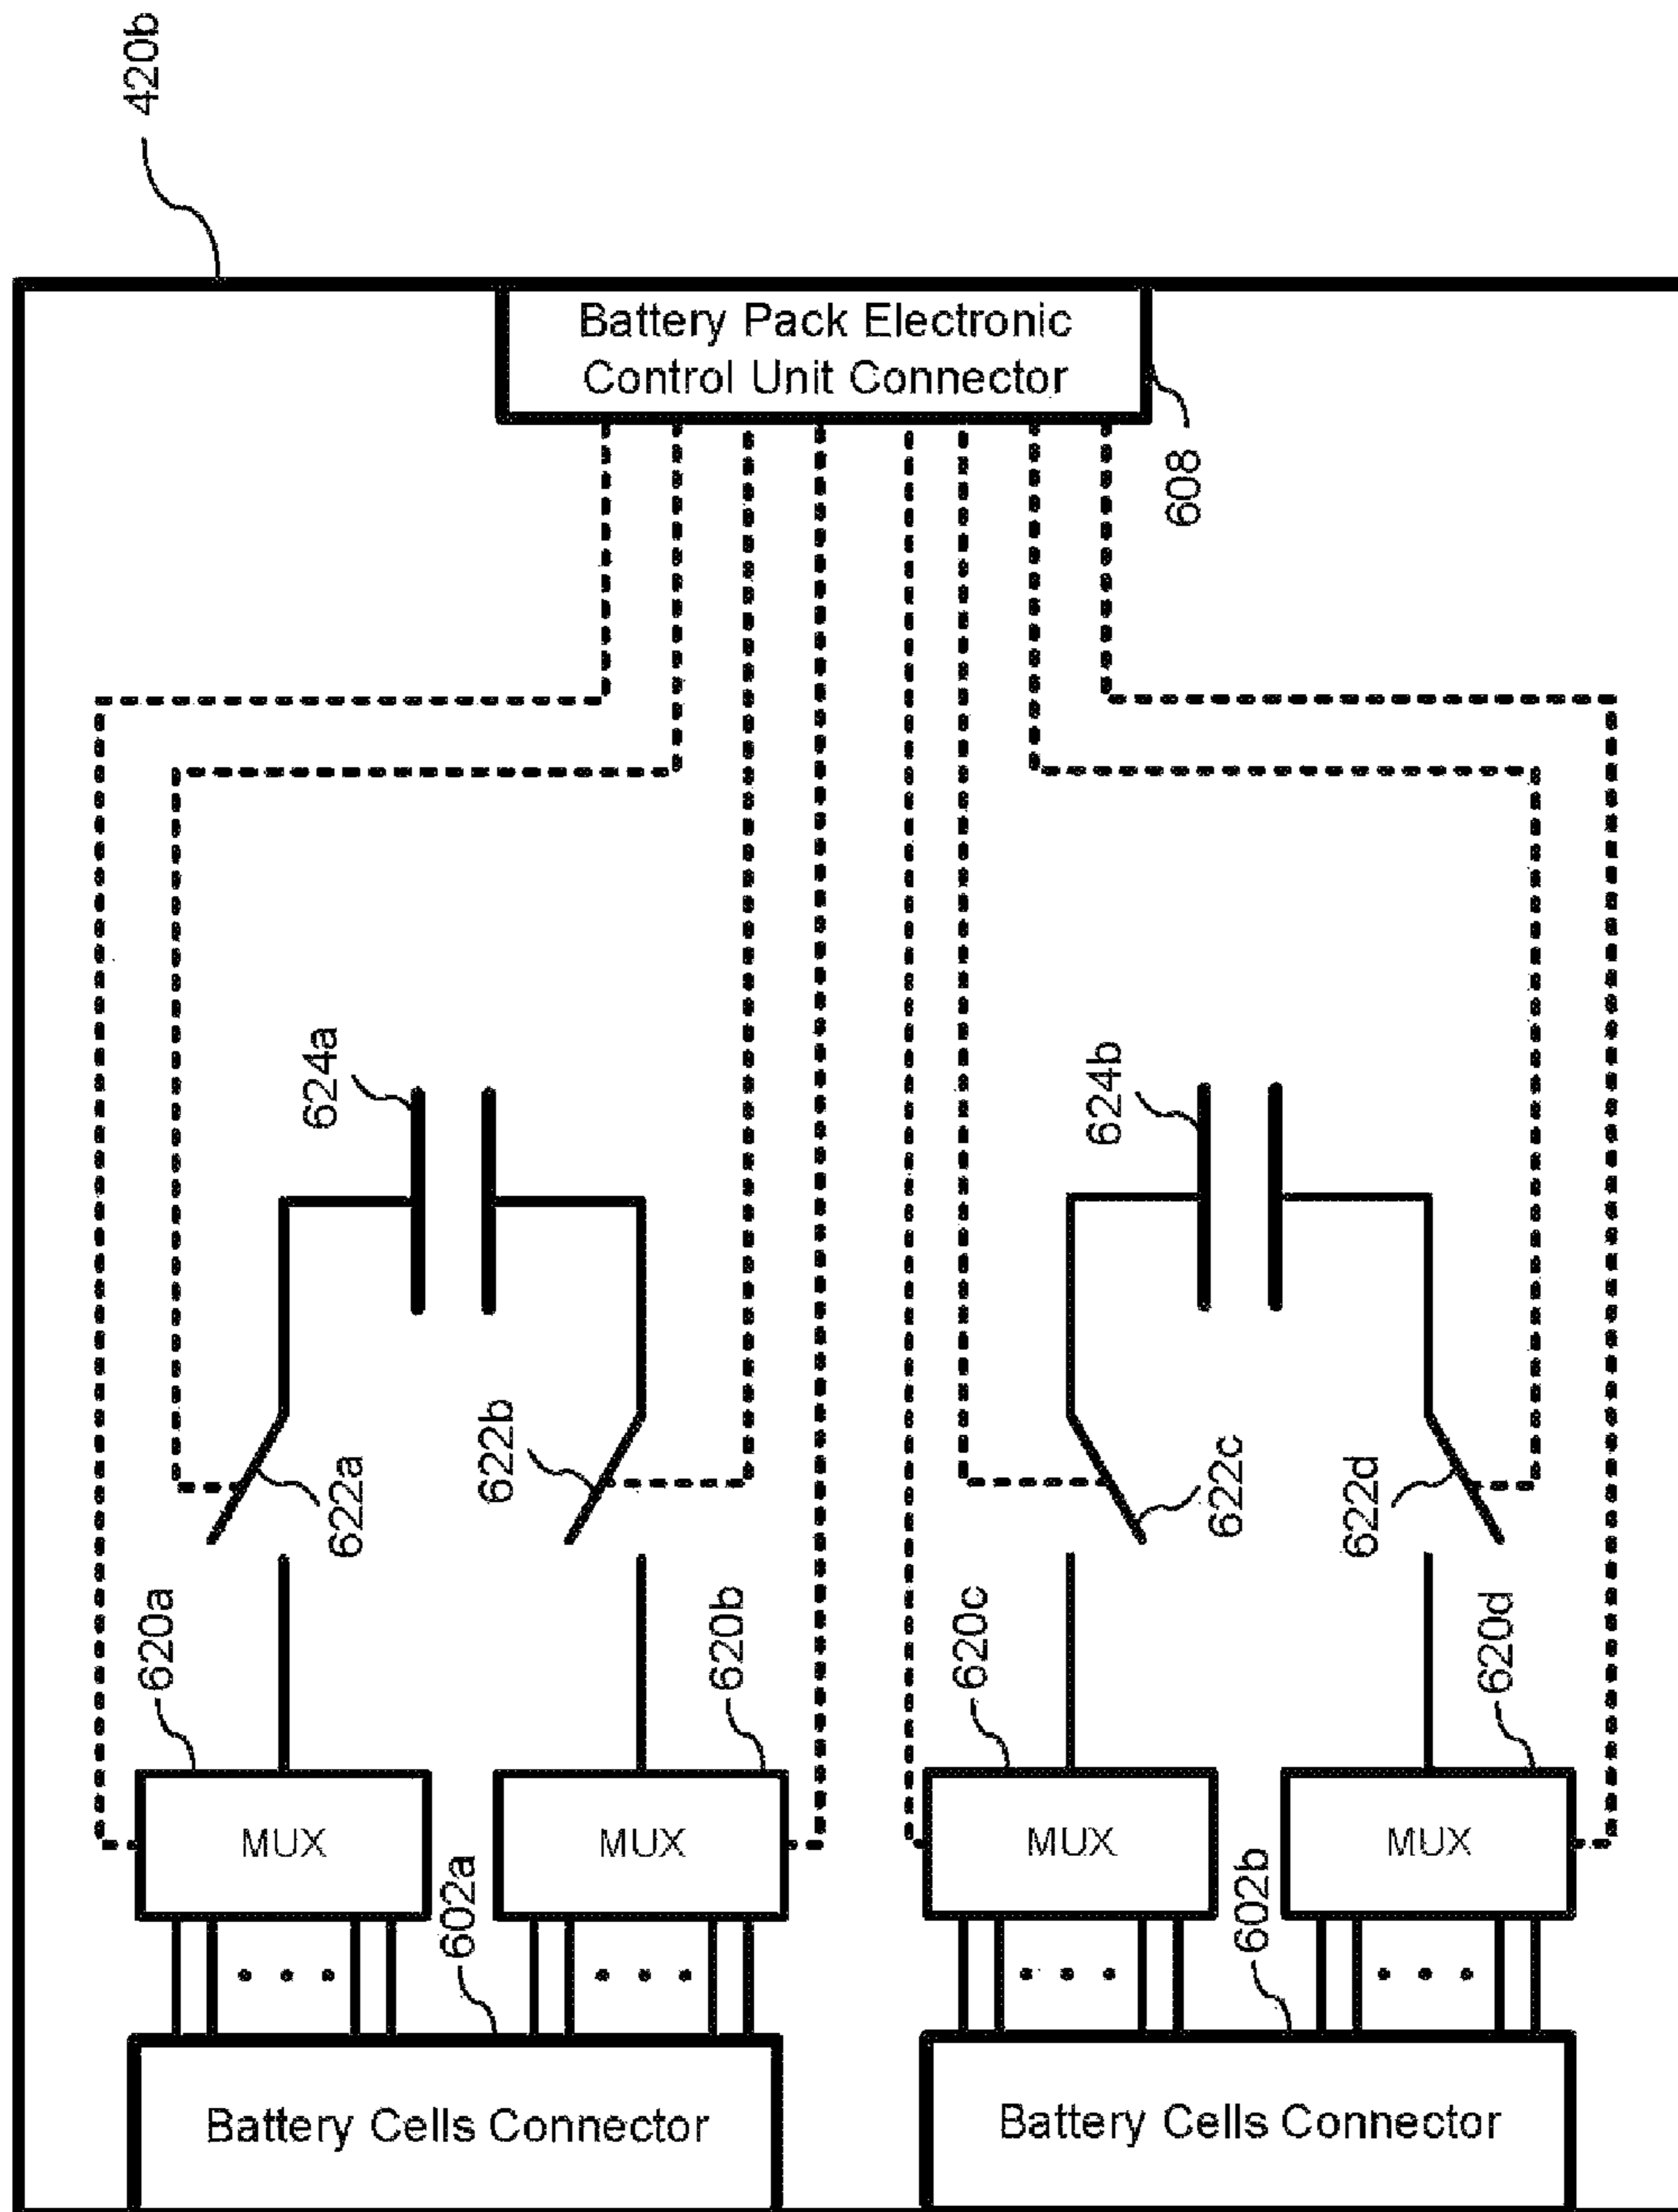 420b
Battery Pack Electronic
Control Unit Connector
608
624a
624b
622a
622b
622c
622d
620a
620b
620c
620d
MUX
MUX
MUX
MUX
602a
602b
Battery Cells Connector
Battery Cells Connector